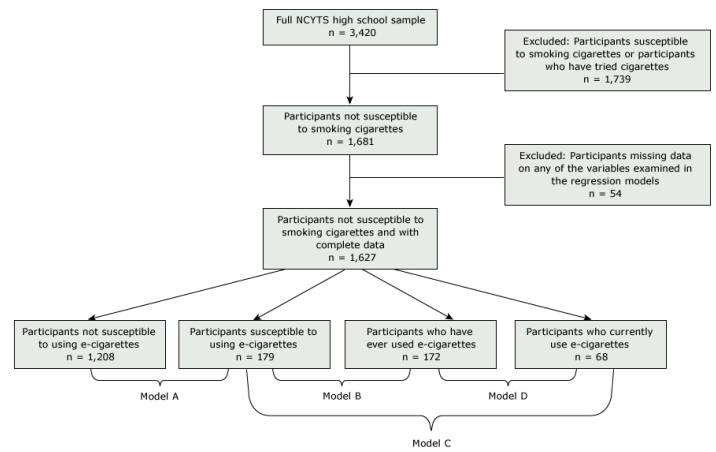 Full NCYTS high school sample
n = 3,420
Excluded: Participants susceptible
to smoking cigarettes or participants
who have tried cigarettes
n = 1,739
Participants not susceptible
to smoking cigarettes
n = 1,681
Excluded: Participants missing data
on any of the variables examined in
the regression models
n = 54
Participants not susceptible to
smoking cigarettes and with
complete data
n = 1,627
Participants not susceptible
to using e-cigarettes
n = 1,208
Participants susceptible to
using e-cigarettes
n = 179
Participants who have
ever used e-cigarettes
n = 172
Participants who currently
use e-cigarettes
n = 68
Model A
Model B
Model D
Model C